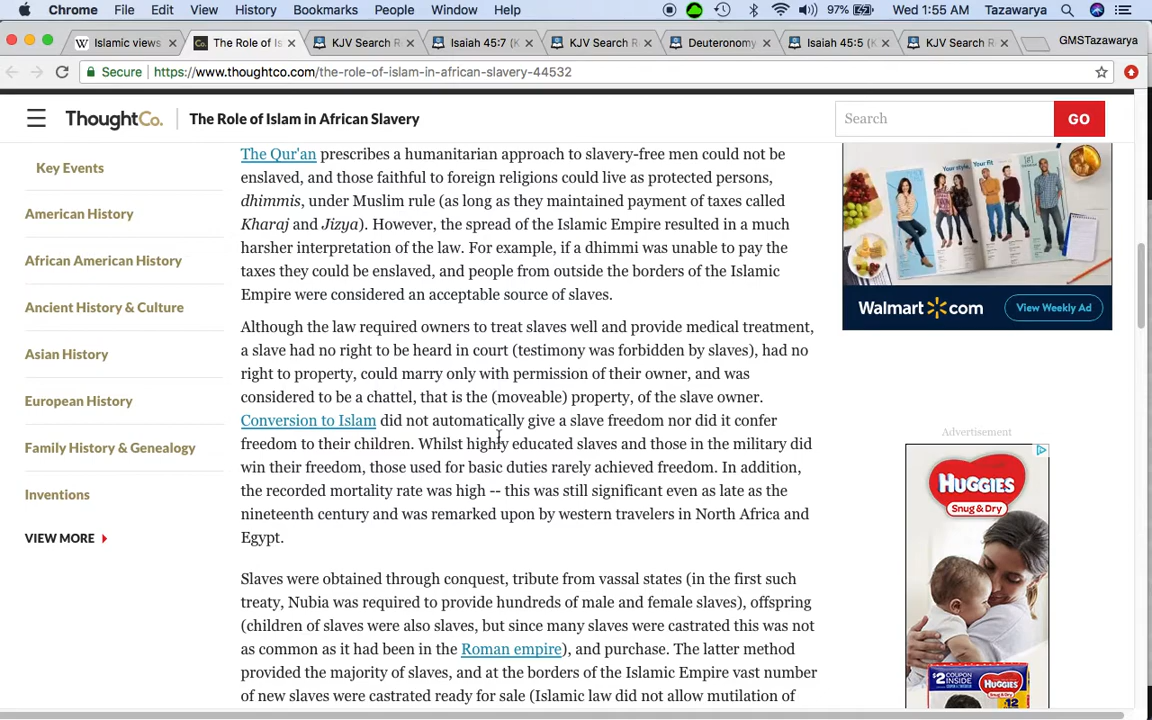 Chrome File Edit View History Bookmarks People Window Help 97% Wed 1:55 AM Tazawarya
Islamic views The Role of Is KJV Search R Isaiah 45:7 (K KJV Search R Deuteronomy Isaiah 45:5 (K KJV Search R GMSTazawarya
Secure https://www.thoughtco.com/the-role-of-islam-in-african-slavery-44532
ThoughtCo. The Role of Islam in African Slavery Search GO
Key Events
American History
African American History
Ancient History & Culture
Asian History
European History
Family History & Genealogy
Inventions
VIEW MORE
The Qur'an prescribes a humanitarian approach to slavery-free men could not be
enslaved, and those faithful to foreign religions could live as protected persons,
dhimmis, under Muslim rule (as long as they maintained payment of taxes called
Kharaj and Jizya). However, the spread of the Islamic Empire resulted in a much
harsher interpretation of the law. For example, if a dhimmi was unable to pay the
taxes they could be enslaved, and people from outside the borders of the Islamic
Empire were considered an acceptable source of slaves.
Although the law required owners to treat slaves well and provide medical treatment,
a slave had no right to be heard in court (testimony was forbidden by slaves), had no
right to property, could marry only with permission of their owner, and was
considered to be a chattel, that is the (moveable) property, of the slave owner.
Conversion to Islam did not automatically give a slave freedom nor did it confer
freedom to their children. Whilst highly educated slaves and those in the military did
win their freedom, those used for basic duties rarely achieved freedom. In addition,
the recorded mortality rate was high -- this was still significant even as late as the
nineteenth century and was remarked upon by western travelers in North Africa and
Egypt.
Slaves were obtained through conquest, tribute from vassal states (in the first such
treaty, Nubia was required to provide hundreds of male and female slaves), offspring
(children of slaves were also slaves, but since many slaves were castrated this was not
as common as it had been in the Roman empire), and purchase. The latter method
provided the majority of slaves, and at the borders of the Islamic Empire vast number
of new slaves were castrated ready for sale (Islamic law did not allow mutilation of
Walmart.com View Weekly Ad
Advertisement
HUGGIES
Snug & Dry
$2 COUPON
INSIDE
HUGGIES